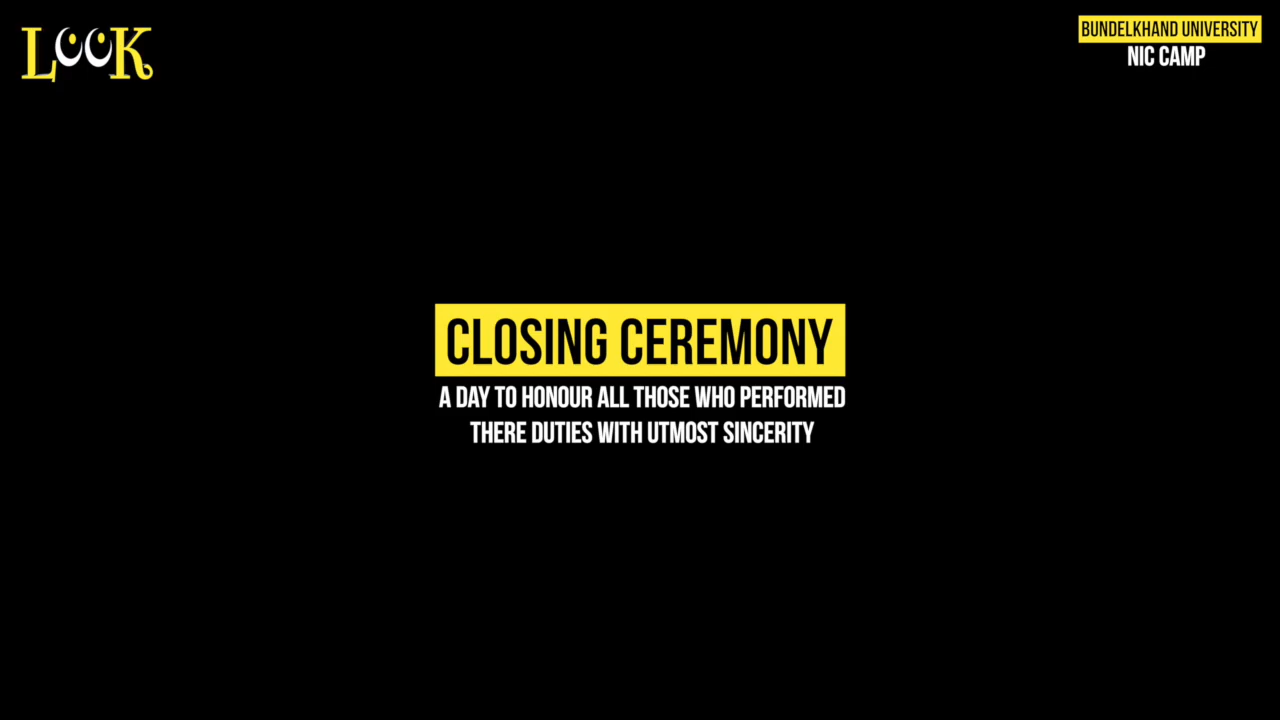 LOOK
BUNDELKHAND UNIVERSITY
NIC CAMP
CLOSING CEREMONY
A DAY TO HONOUR ALL THOSE WHO PERFORMED
THERE DUTIES WITH UTMOST SINCERITY